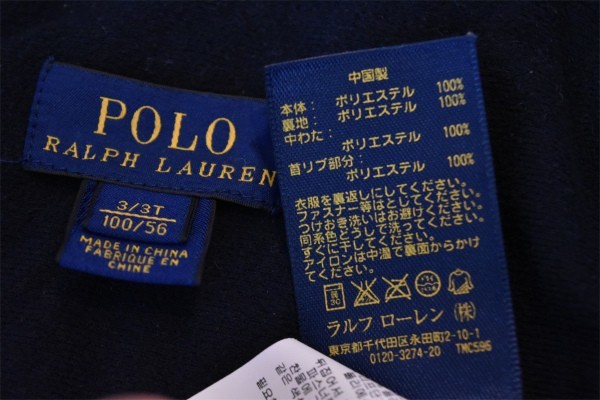 POLO
RALPH LAUREN
3/3T
100/56
MADE IN CHINA
FABRIQUE EN
CHINE
中国製
本体: ポリエステル 100%
裏地: ポリエステル 100%
中わた:
ポリエステル 100%
首リブ部分:
ポリエステル 100%
衣服を裏返しにしてください。
ファスナー等はとじてください。
つけおき洗いはお避けください。
同系色どうしで洗ってください。
すぐに干してください。
アイロンは中温で裏面からかけ
てください。
ラルフ ローレン (株)
東京都千代田区永田町2-10-1
0120-3274-20 TMC596